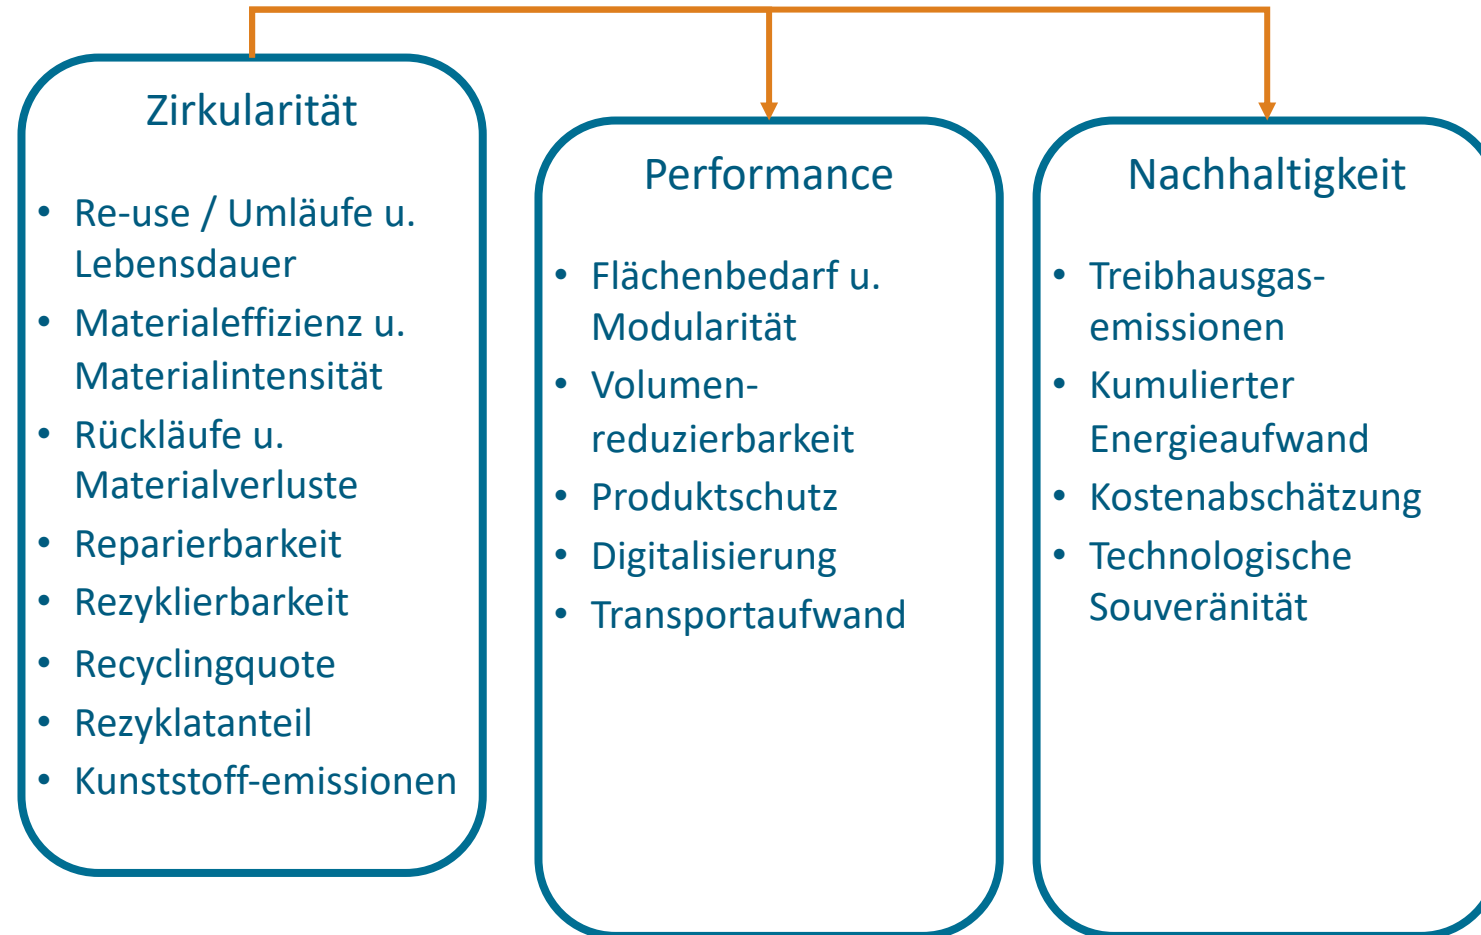 Zirkularität
• Re-use / Umläufe u.
Lebensdauer
• Materialeffizienz u.
Materialintensität
• Rückläufe u.
Materialverluste
• Reparierbarkeit
• Rezyklierbarkeit
• Recyclingquote
• Rezyklatanteil
• Kunststoff-emissionen
Performance
• Flächenbedarf u.
Modularität
• Volumen-
reduzierbarkeit
• Produktschutz
• Digitalisierung
• Transportaufwand
Nachhaltigkeit
• Treibhausgas-
emissionen
• Kumulierter
Energieaufwand
• Kostenabschätzung
• Technologische
Souveränität